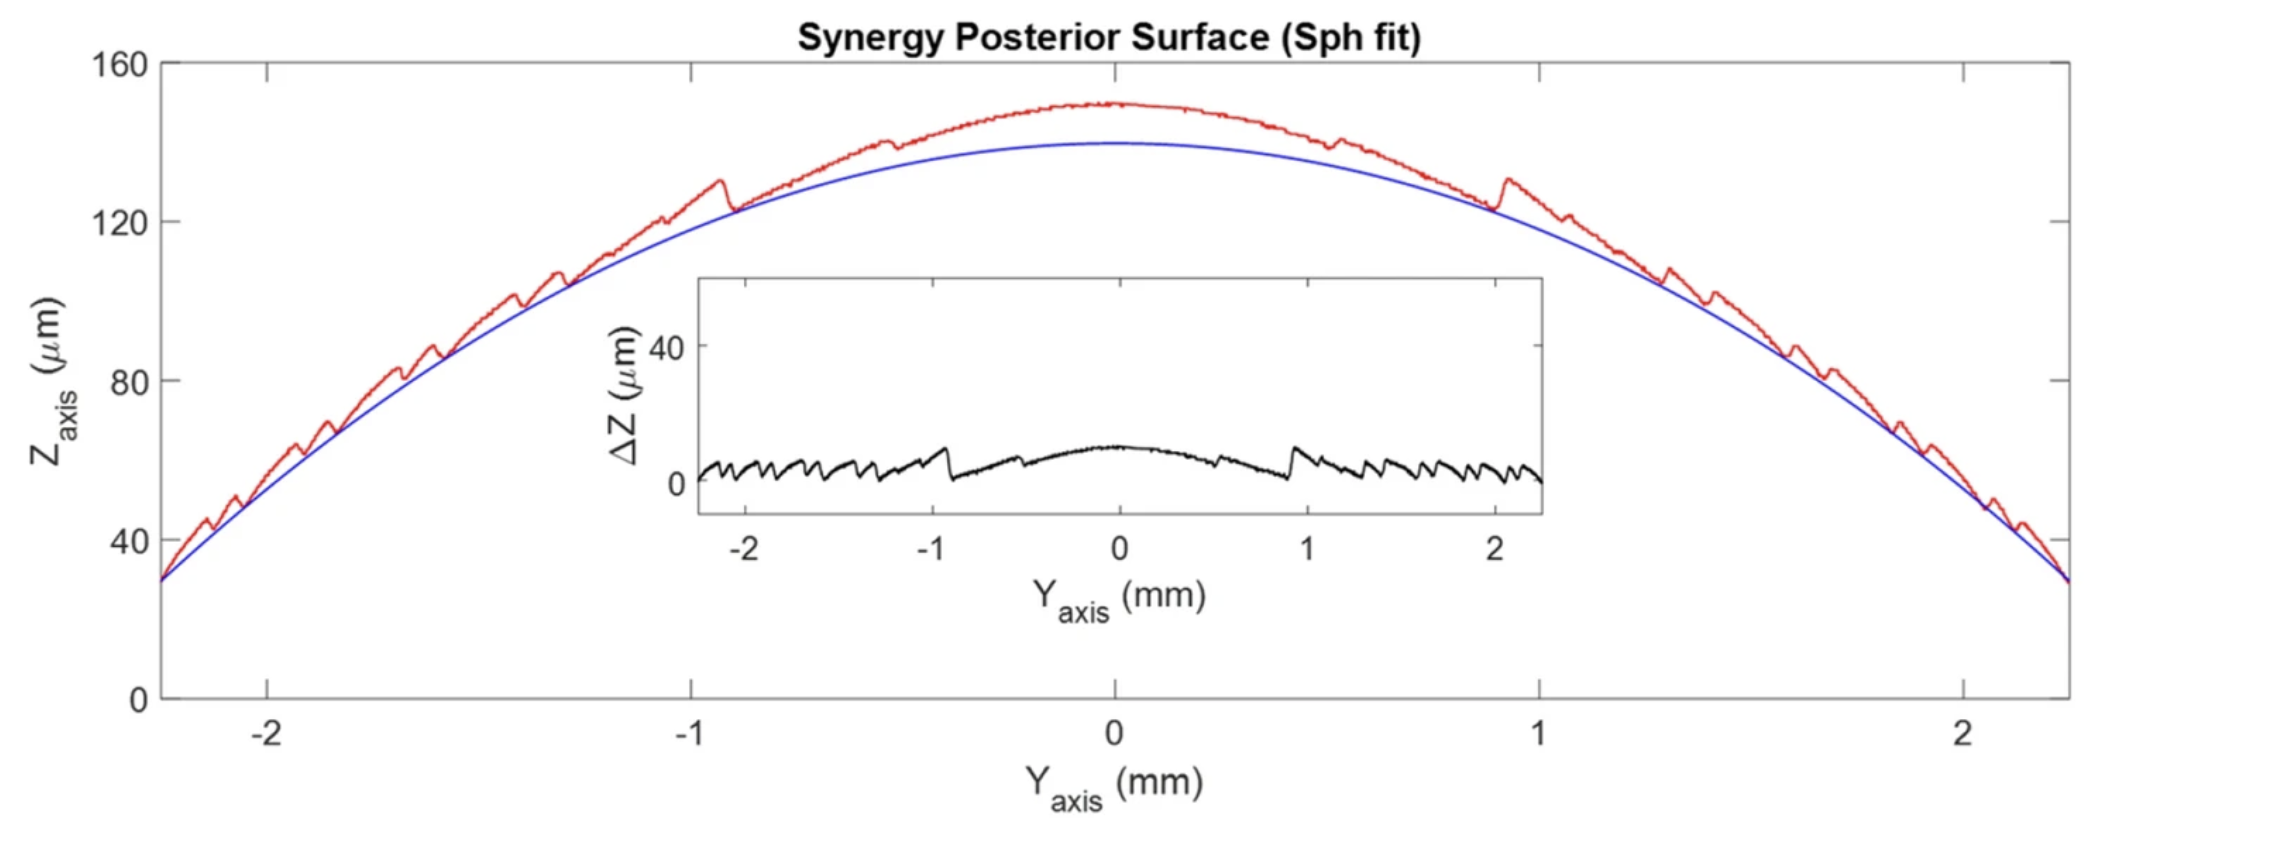 Synergy Posterior Surface (Sph fit)
160
120
80
40
0
Zaxis (μm)
-2 -1 0 1 2
Yaxis (mm)
40
0
ΔZ (μm)
-2 -1 0 1 2
Yaxis (mm)